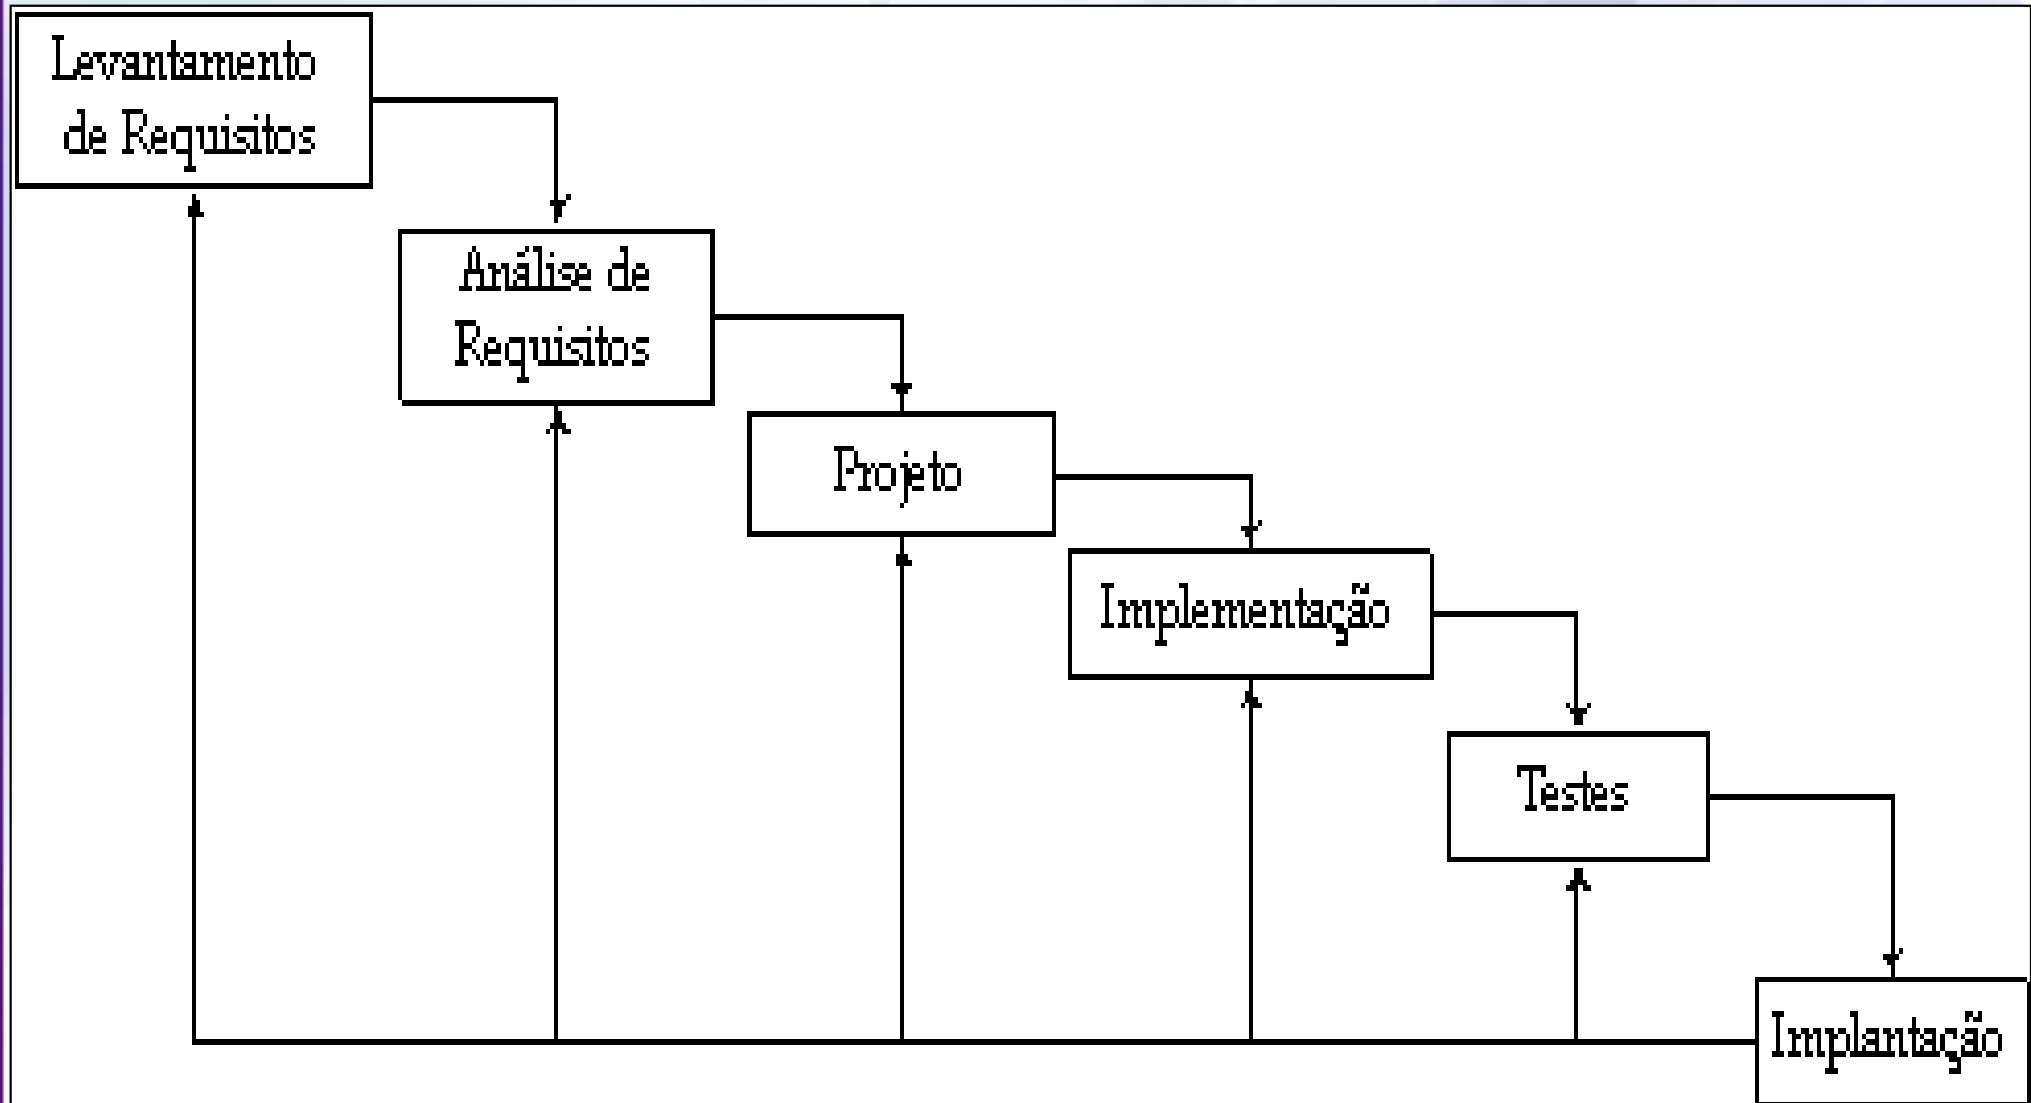 Levantamento
de Requisitos
Análise de
Requisitos
Projeto
Implementação
Testes
Implantação